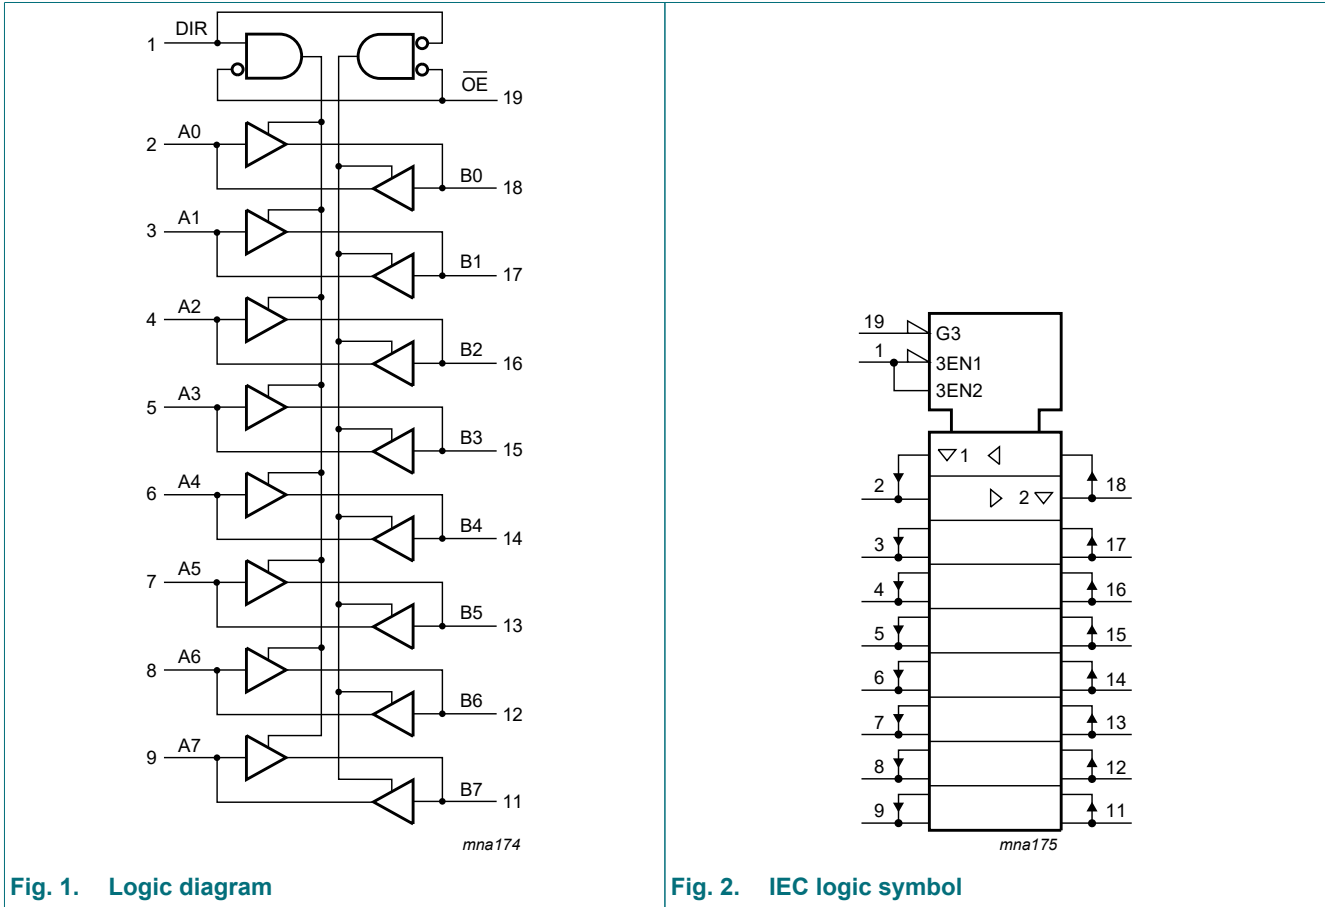 DIR
1
OE
19
2 A0
B0 18
3 A1
B1 17
4 A2
B2 16
5 A3
B3 15
6 A4
B4 14
7 A5
B5 13
8 A6
B6 12
9 A7
B7 11
mna174
Fig. 1. Logic diagram
19 G3
1 3EN1
3EN2
1
2 18
2
3 17
4 16
5 15
6 14
7 13
8 12
9 11
mna175
Fig. 2. IEC logic symbol